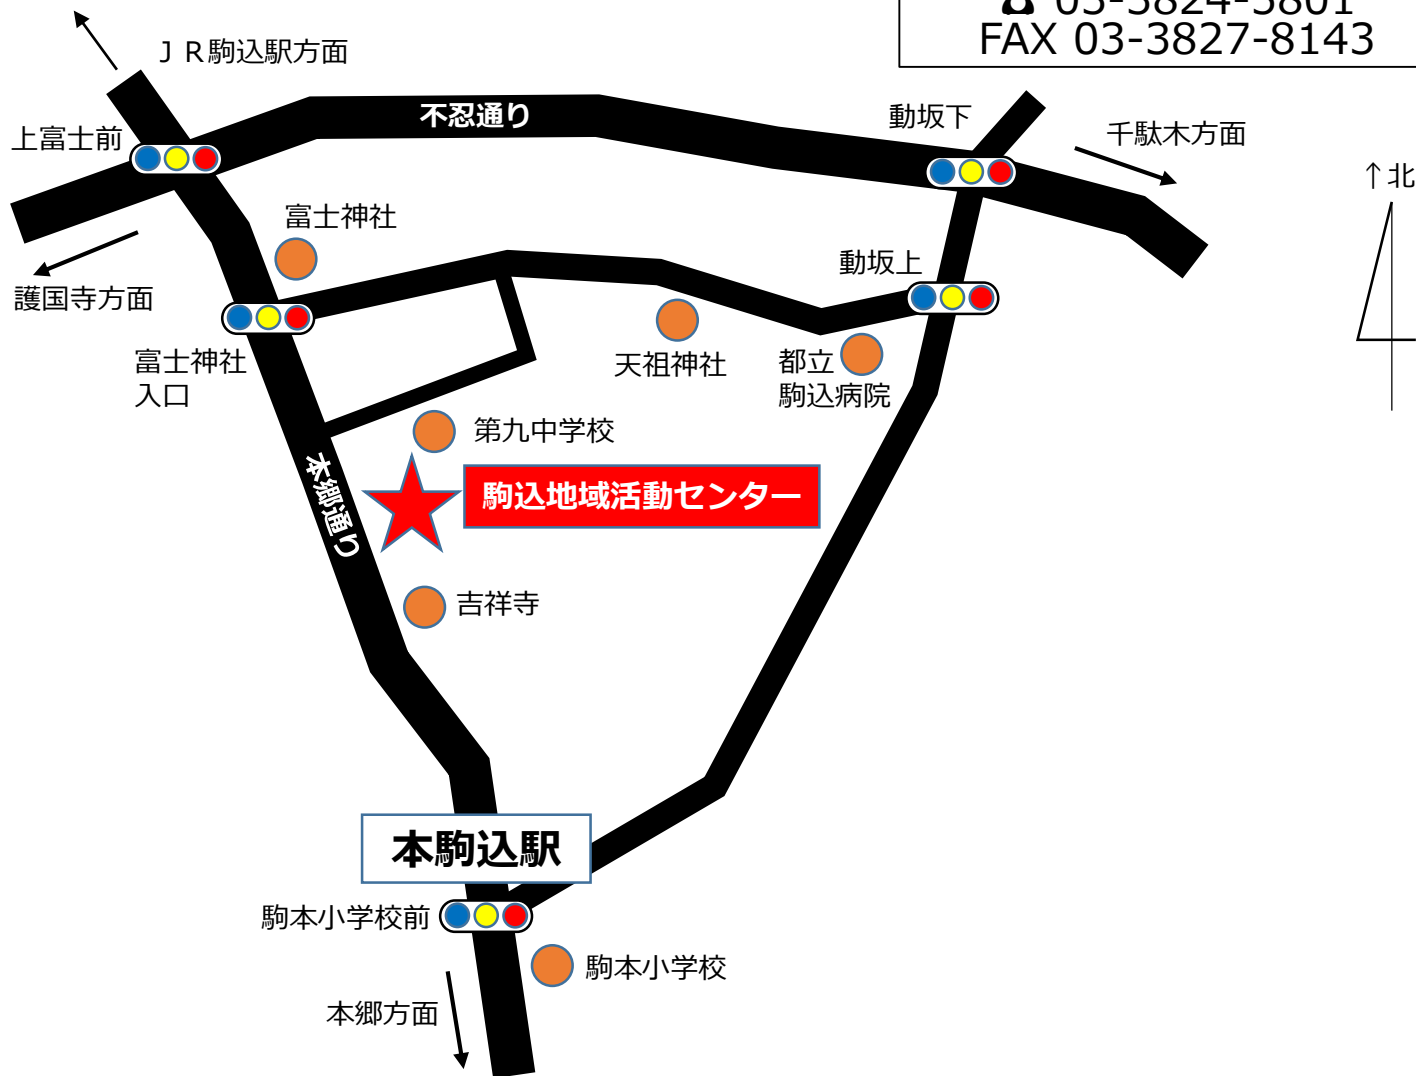 FAX 03-3827-8143
ＪＲ駒込駅方面
不忍通り
動坂下
上富士前
千駄木方面
↑北
富士神社
動坂上
護国寺方面
富士神社
入口
天祖神社
都立
駒込病院
第九中学校
本郷通り
駒込地域活動センター
吉祥寺
本駒込駅
駒本小学校前
駒本小学校
本郷方面